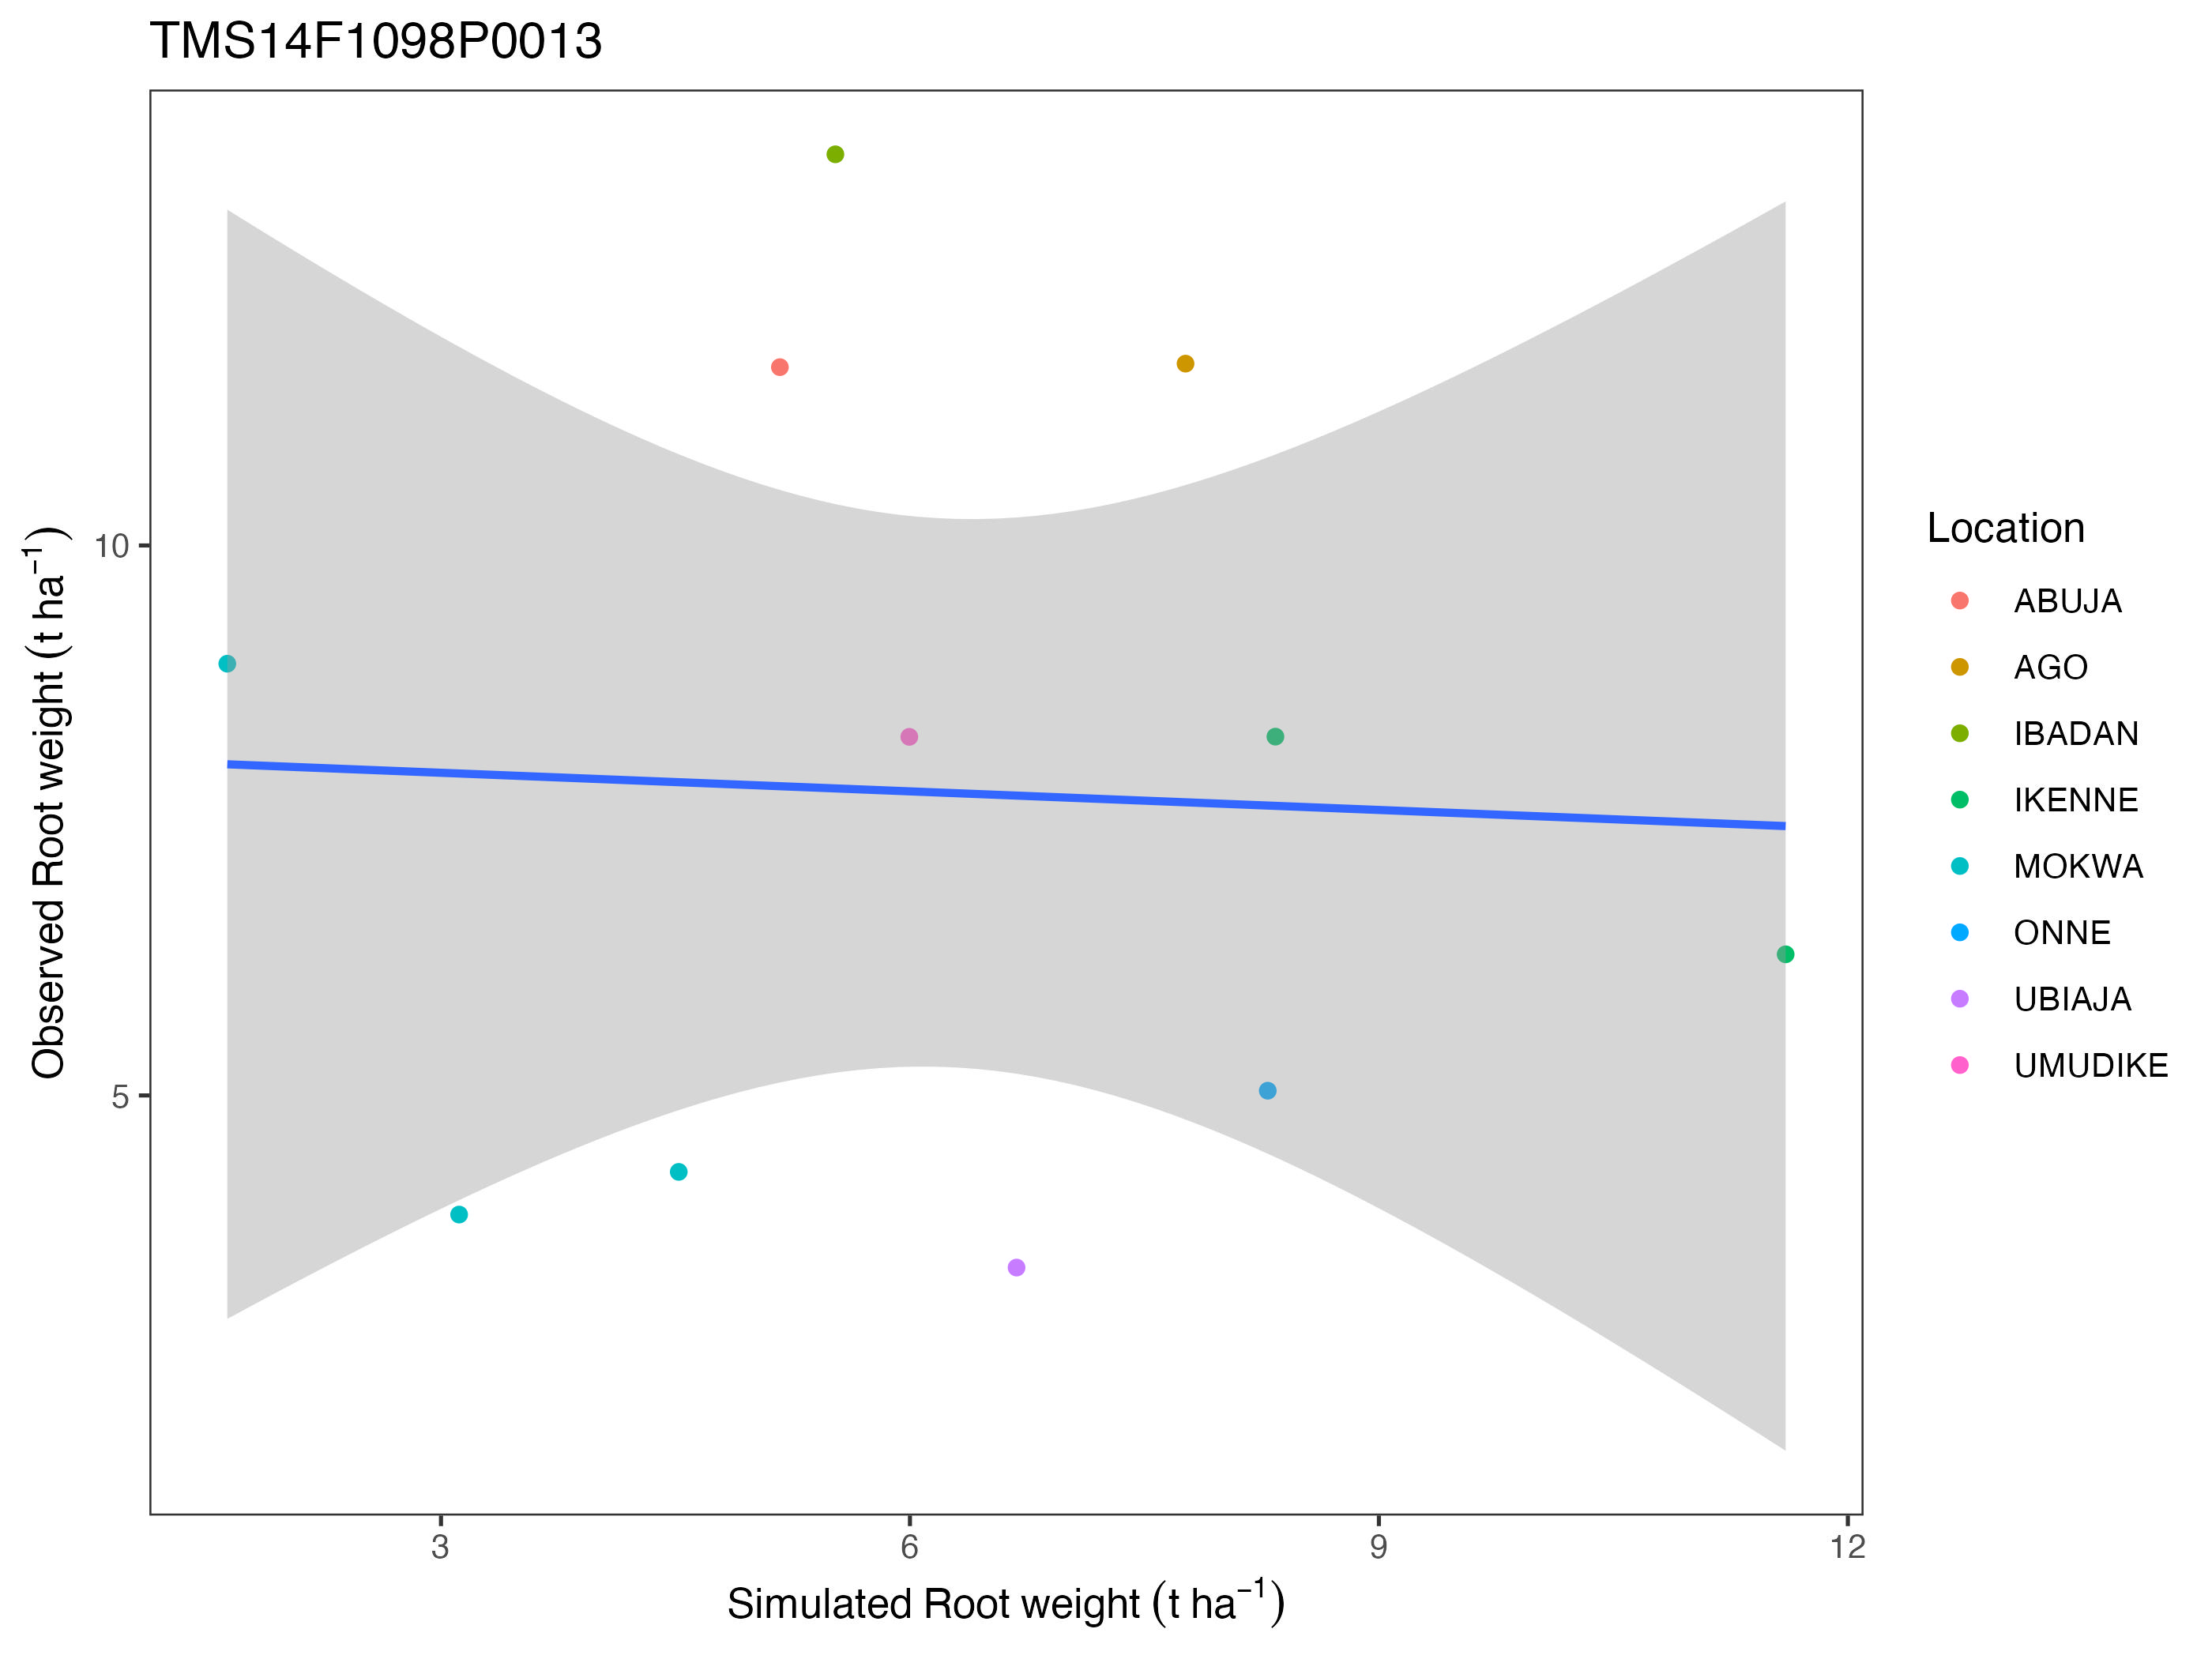 TMS14F1098P0013
Observed Root weight (t ha⁻¹)
10
5
3
6
9
12
Simulated Root weight (t ha⁻¹)
Location
ABUJA
AGO
IBADAN
IKENNE
MOKWA
ONNE
UBIAJA
UMUDIKE